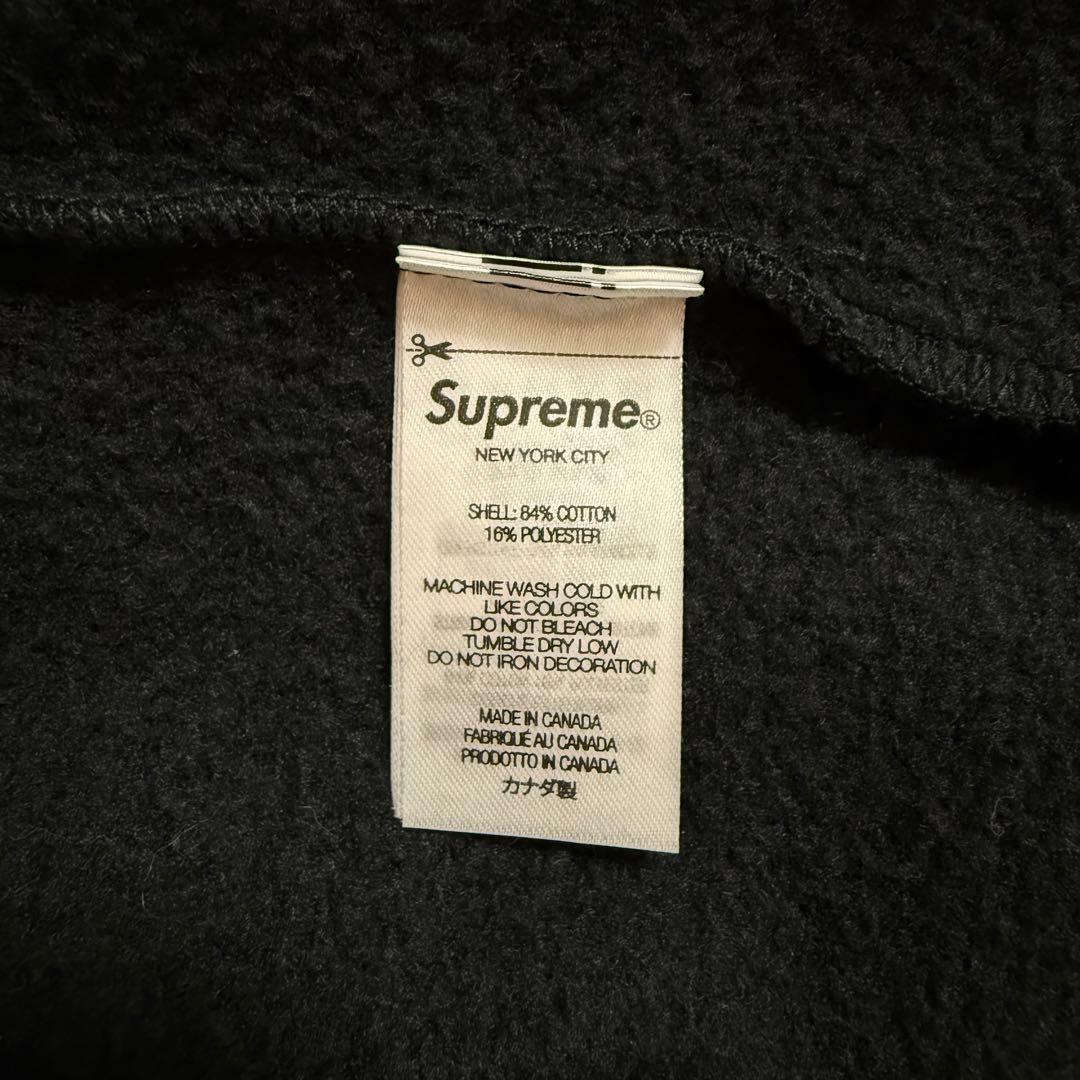 Supreme®
NEW YORK CITY
SHELL: 84% COTTON
16% POLYESTER
MACHINE WASH COLD WITH
LIKE COLORS
DO NOT BLEACH
TUMBLE DRY LOW
DO NOT IRON DECORATION
MADE IN CANADA
FABRIQUÉ AU CANADA
PRODOTTO IN CANADA
カナダ製